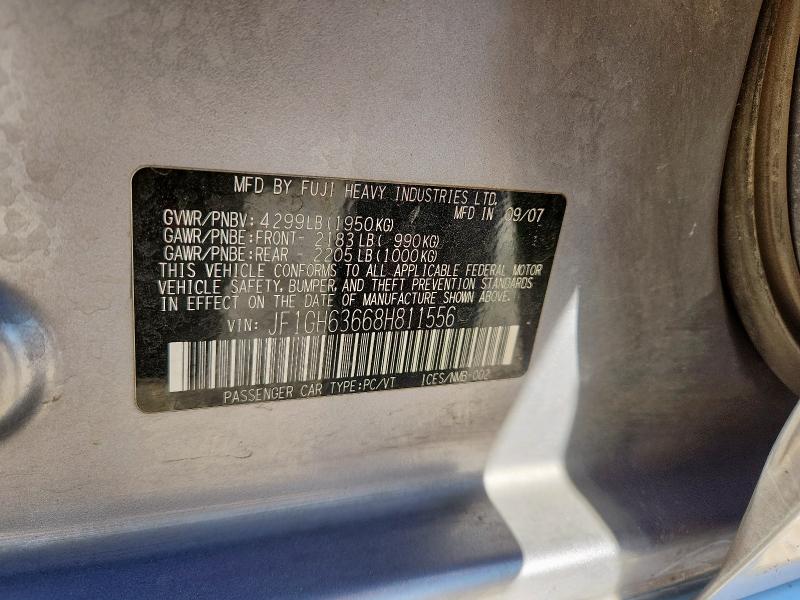 MFD BY FUJI HEAVY INDUSTRIES LTD.
MFD IN 09/07
GVWR/PNBV: 4299LB(1950KG)
GAWR/PNBE:FRONT- 2183LB( 990KG)
GAWR/PNBE:REAR 2205LB(1000KG)
THIS VEHICLE CONFORMS TO ALL APPLICABLE FEDERAL MOTOR
VEHICLE SAFETY, BUMPER, AND THEFT PREVENTION STANDARDS
IN EFFECT ON THE DATE OF MANUFACTURE SHOWN ABOVE.
VIN: JF1GH63668H811556
PASSENGER CAR TYPE:PC/VT ICES/NMB-002